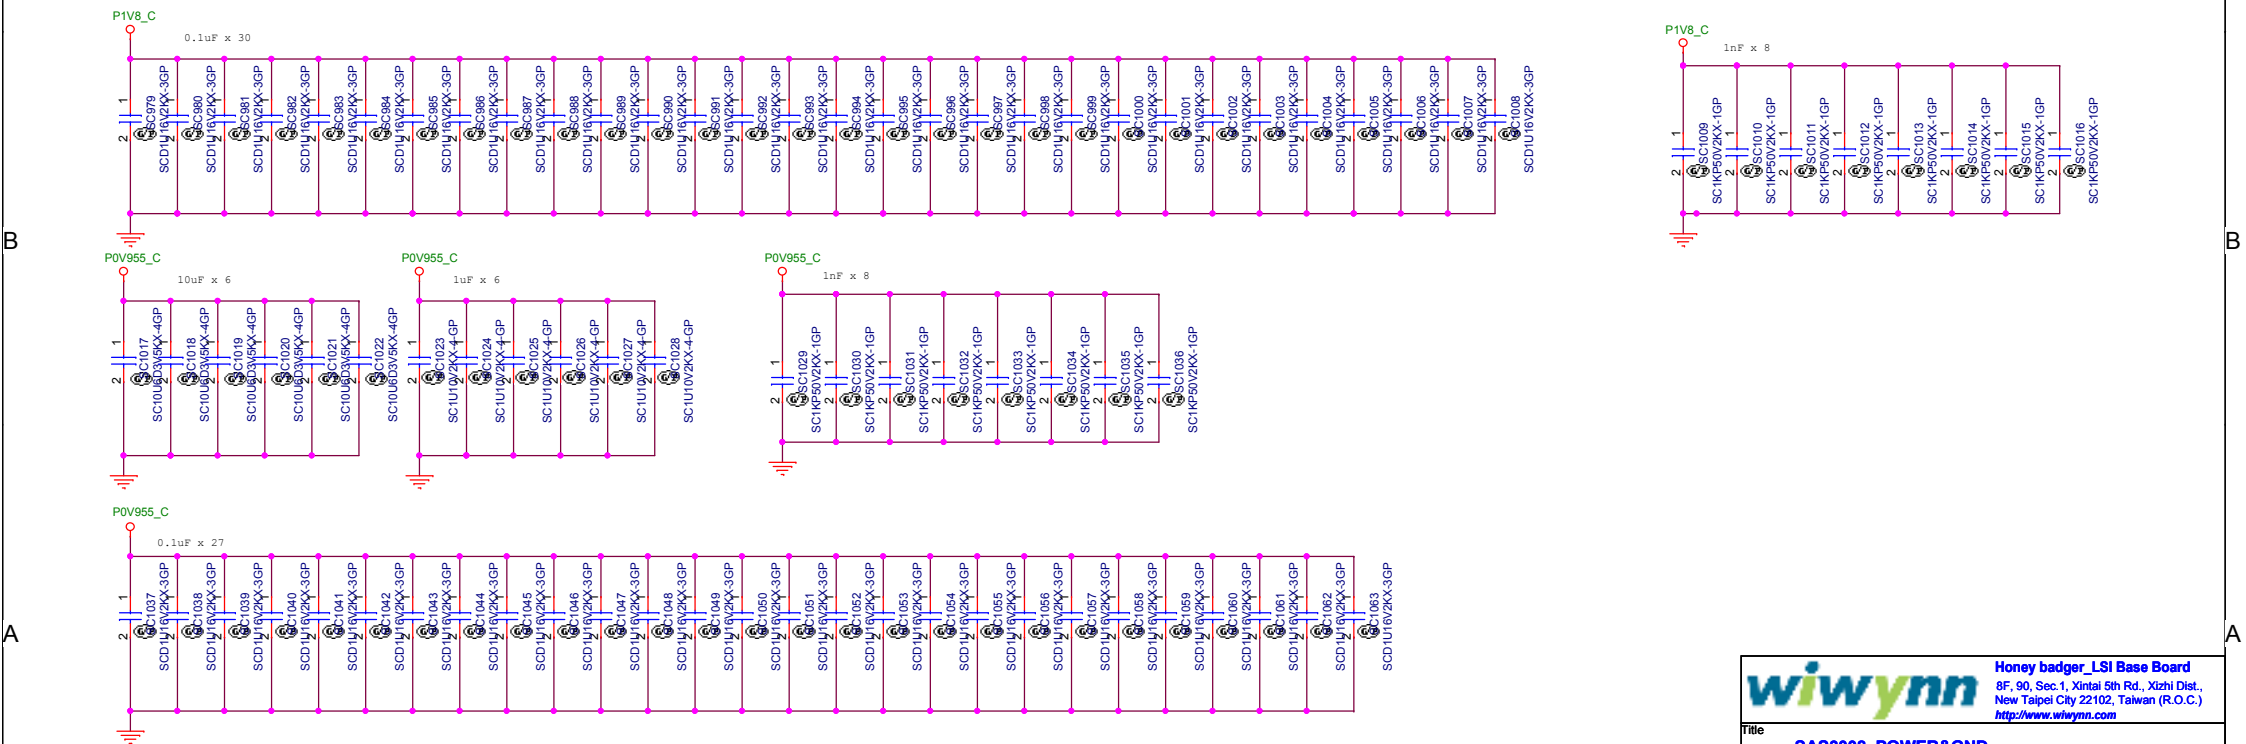 P1V8_C
0.1uF x 30
SC979 SC980 SC981 SC982 SC983 SC984 SC985 SC986 SC987 SC988 SC989 SC990 SC991 SC992 SC993 SC994 SC995 SC996 SC997 SC998 SC999 SC1000 SC1001 SC1002 SC1003 SC1004 SC1005 SC1006 SC1007 SC1008
SCD1U16V2KX-3GP
P1V8_C
1nF x 8
SC1009 SC1010 SC1011 SC1012 SC1013 SC1014 SC1015 SC1016
SC1KP50V2KX-1GP
B
B
P0V955_C
10uF x 6
SC1017 SC1018 SC1019 SC1020 SC1021 SC1022
SC10U6D3V5KX-4GP
P0V955_C
1uF x 6
SC1023 SC1024 SC1025 SC1026 SC1027 SC1028
SC1U10V2KX-4-GP
P0V955_C
1nF x 8
SC1029 SC1030 SC1031 SC1032 SC1033 SC1034 SC1035 SC1036
SC1KP50V2KX-1GP
P0V955_C
0.1uF x 27
SC1037 SC1038 SC1039 SC1040 SC1041 SC1042 SC1043 SC1044 SC1045 SC1046 SC1047 SC1048 SC1049 SC1050 SC1051 SC1052 SC1053 SC1054 SC1055 SC1056 SC1057 SC1058 SC1059 SC1060 SC1061 SC1062 SC1063
SCD1U16V2KX-3GP
A
A
wiwynn
Honey badger_LSI Base Board
8F, 90, Sec.1, Xintai 5th Rd., Xizhi Dist.,
New Taipei City 22102, Taiwan (R.O.C.)
http://www.wiwynn.com
Title